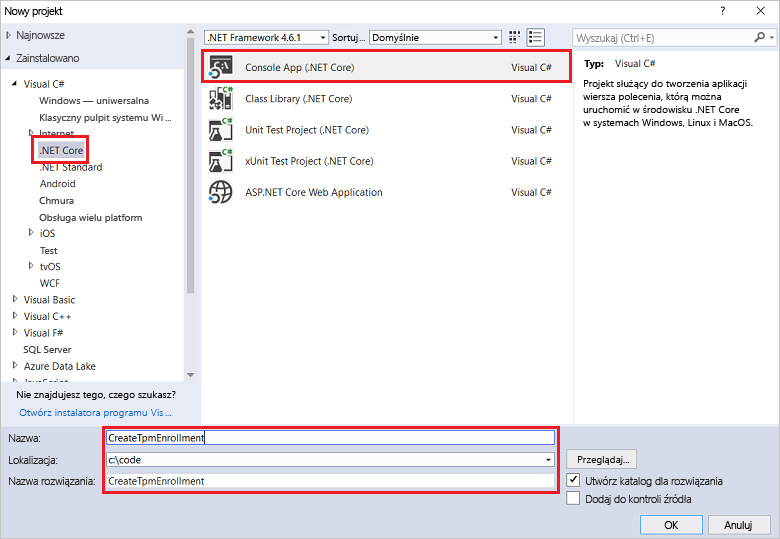 Nowy projekt
?
Najnowsze
Zainstalowano
Visual C#
Windows — uniwersalna
Klasyczny pulpit systemu Wi ...
Internet
.NET Core
.NET Standard
Android
Chmura
Obsługa wielu platform
iOS
Test
tvOS
WCF
Visual Basic
Visual C++
Visual F#
SQL Server
Azure Data Lake
JavaScript
Nie znajdujesz tego, czego szukasz?
Otwórz instalatora programu Vis ...
.NET Framework 4.6.1 Sortuj... Domyślnie
C:\ Console App (.NET Core) Visual C#
C# Class Library (.NET Core) Visual C#
C# Unit Test Project (.NET Core) Visual C#
C# xUnit Test Project (.NET Core) Visual C#
ASP.NET Core Web Application Visual C#
Wyszukaj (Ctrl+E)
Typ: Visual C#
Projekt służący do tworzenia aplikacji
wiersza polecenia, którą można
uruchomić w środowisku .NET Core
w systemach Windows, Linux i MacOS.
Nazwa: CreateTpmEnrollment
Lokalizacja: c:\code Przeglądaj...
Nazwa rozwiązania: CreateTpmEnrollment
Utwórz katalog dla rozwiązania
Dodaj do kontroli źródła
OK Anuluj